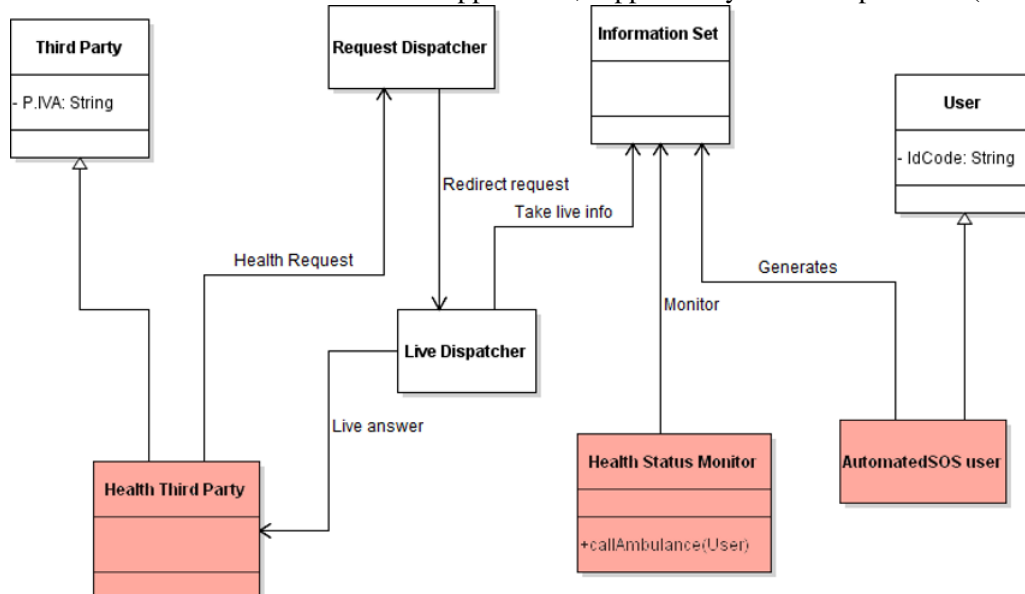 Third Party
- P.IVA: String
Request Dispatcher
Information Set
User
- IdCode: String
Redirect request
Take live info
Health Request
Generates
Monitor
Live Dispatcher
Live answer
Health Third Party
Health Status Monitor
+callAmbulance(User)
AutomatedSOS user